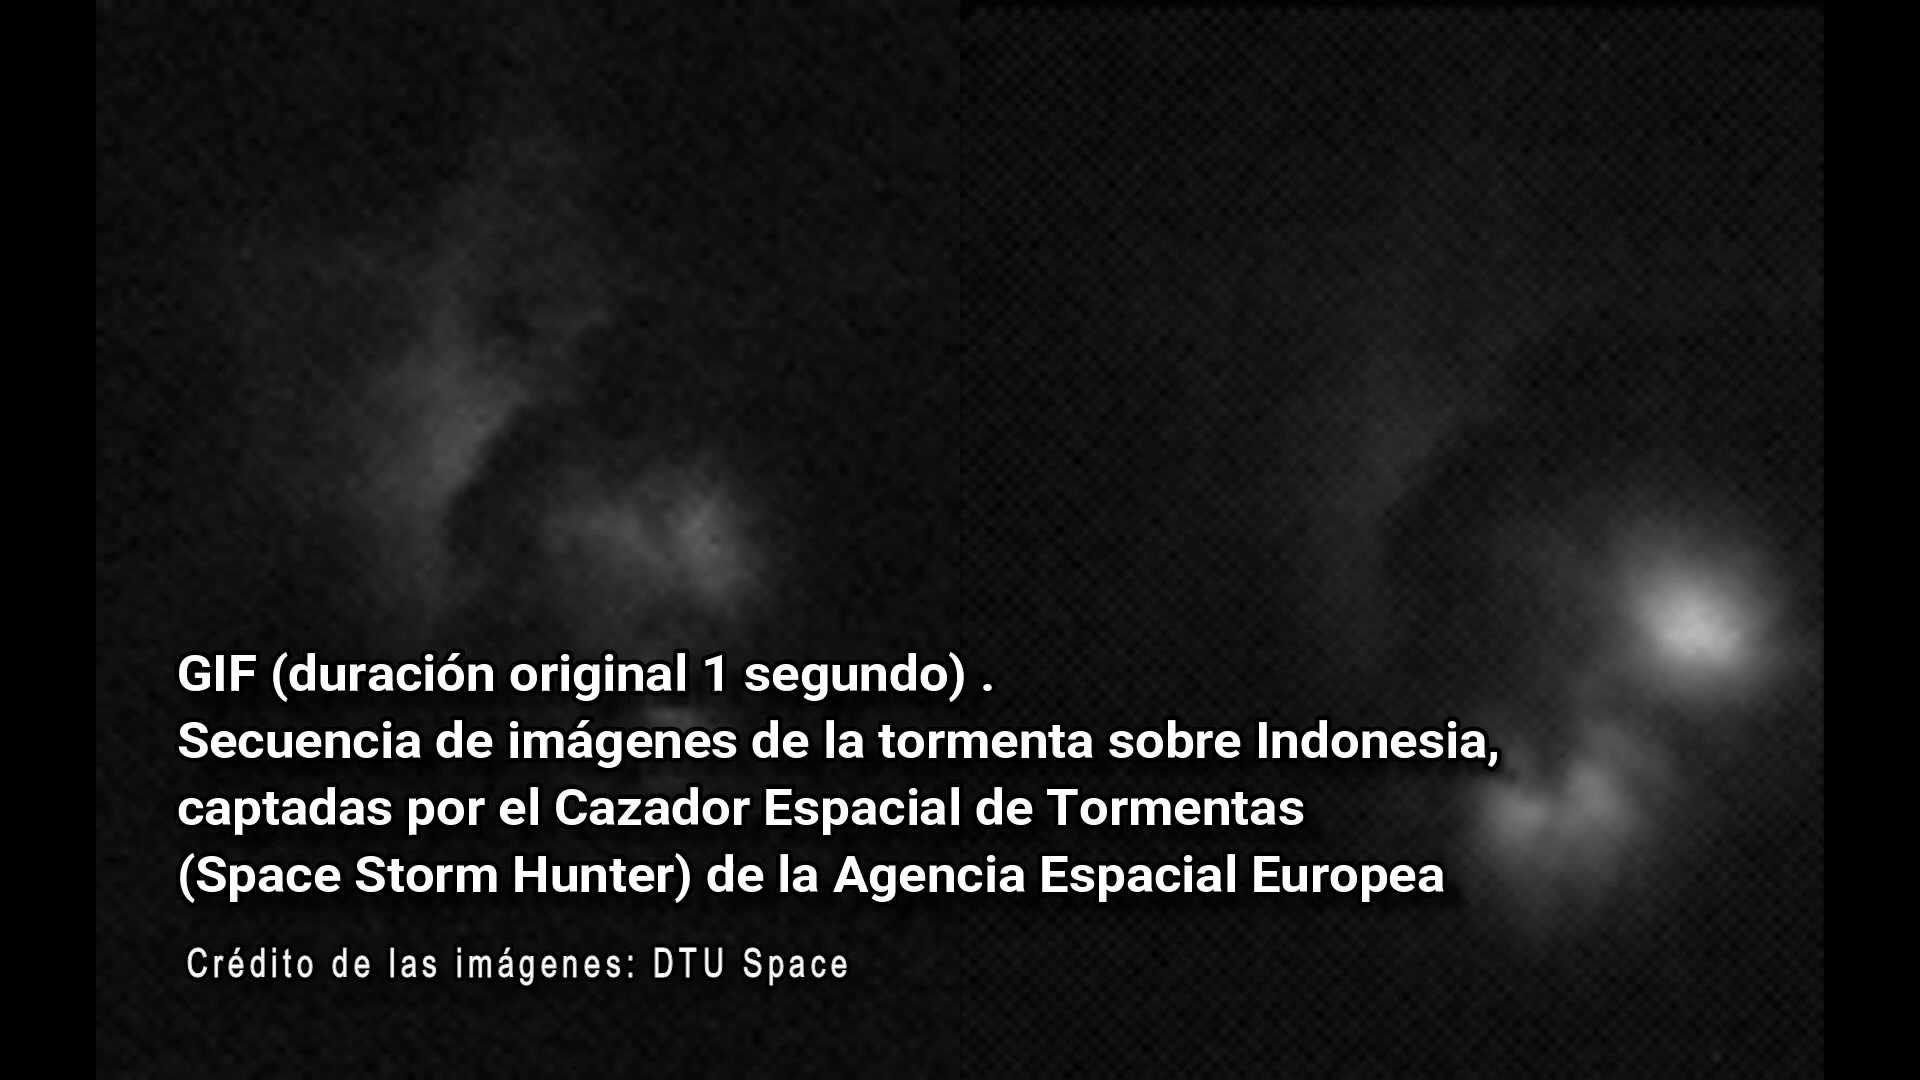 GIF (duración original 1 segundo) .
Secuencia de imágenes de la tormenta sobre Indonesia,
captadas por el Cazador Espacial de Tormentas
(Space Storm Hunter) de la Agencia Espacial Europea
Crédito de las imágenes: DTU Space